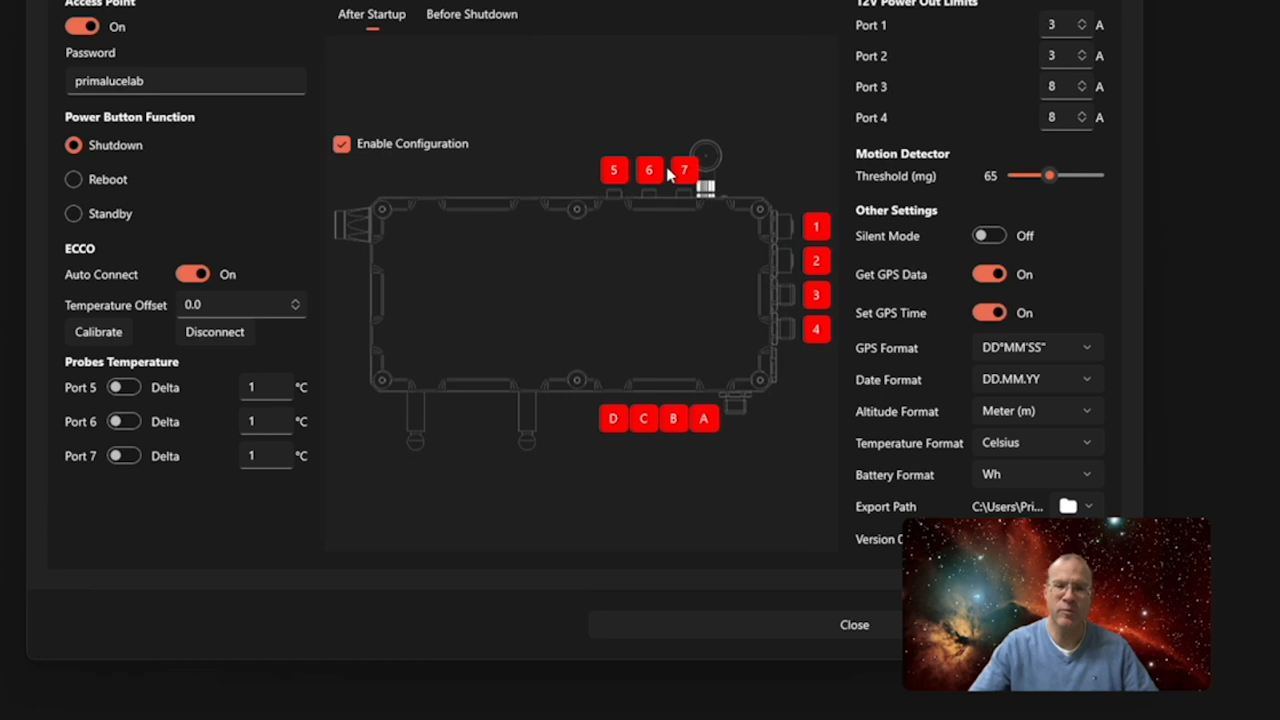 Access Point
On
Password
primalucelab
Power Button Function
Shutdown
Reboot
Standby
ECCO
Auto Connect On
Temperature Offset 0.0
Calibrate Disconnect
Probes Temperature
Port 5 Delta 1 °C
Port 6 Delta 1 °C
Port 7 Delta 1 °C
After Startup Before Shutdown
Enable Configuration
5 6 7
1
2
3
4
D C B A
12V Power Out Limits
Port 1 3 A
Port 2 3 A
Port 3 8 A
Port 4 8 A
Motion Detector
Threshold (mg) 65
Other Settings
Silent Mode Off
Get GPS Data On
Set GPS Time On
GPS Format DD°MM'SS"
Date Format DD.MM.YY
Altitude Format Meter (m)
Temperature Format Celsius
Battery Format Wh
Export Path C:\Users\Pri...
Version
Close